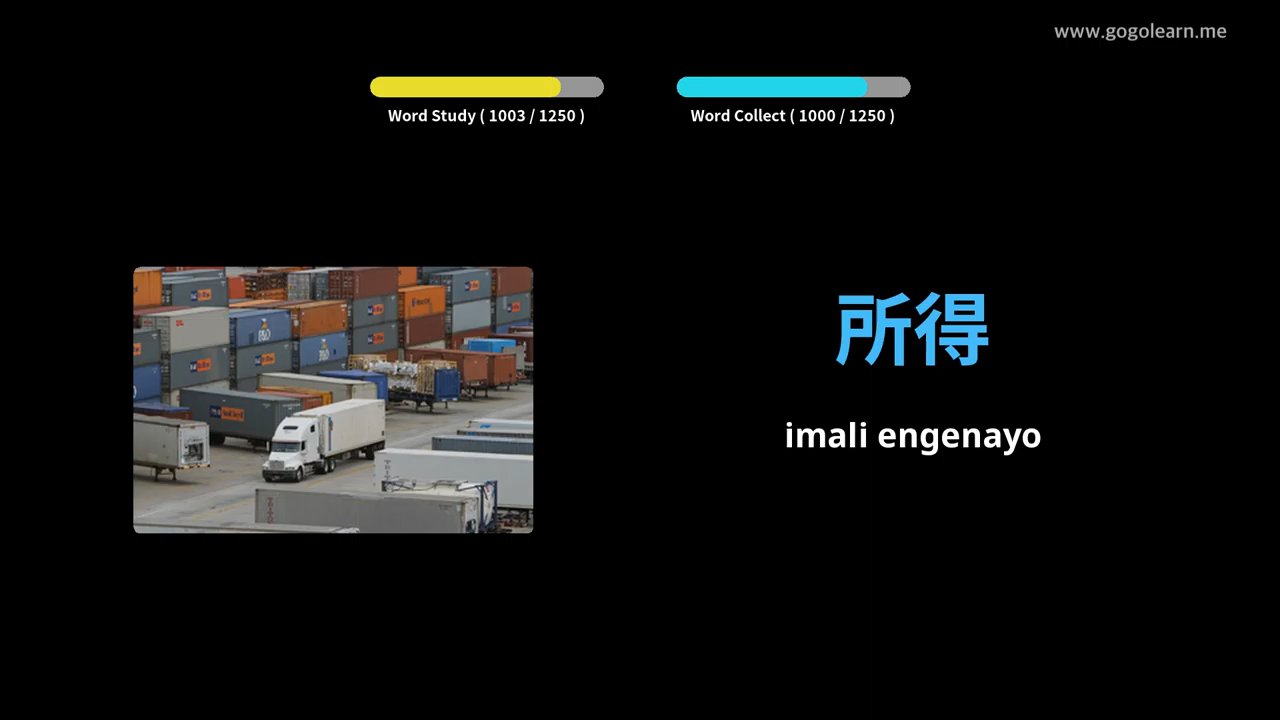 www.gogolearn.me
Word Study ( 1003 / 1250 )
Word Collect ( 1000 / 1250 )
所得
imali engenayo
P&O